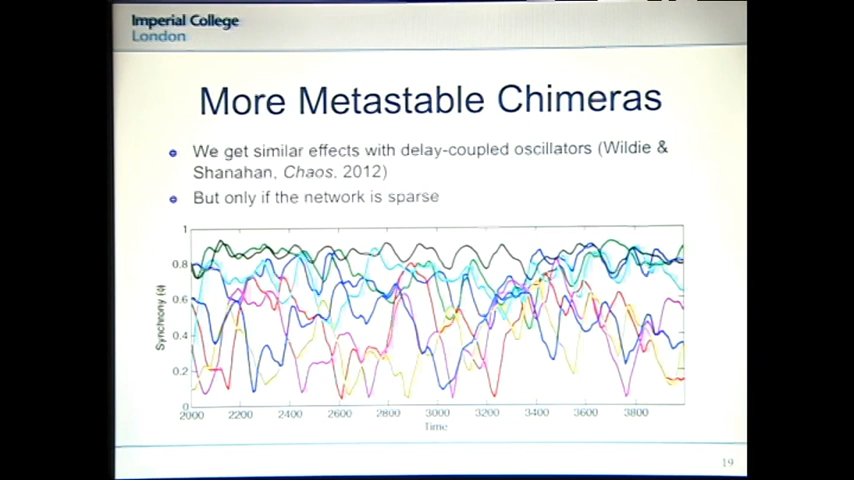 Imperial College
London
More Metastable Chimeras
We get similar effects with delay-coupled oscillators (Wildie &
Shanahan, Chaos, 2012)
But only if the network is sparse
Synchrony (ϕ)
1
0.8
0.6
0.4
0.2
0
2000 2200 2400 2600 2800 3000 3200 3400 3600 3800
Time
19